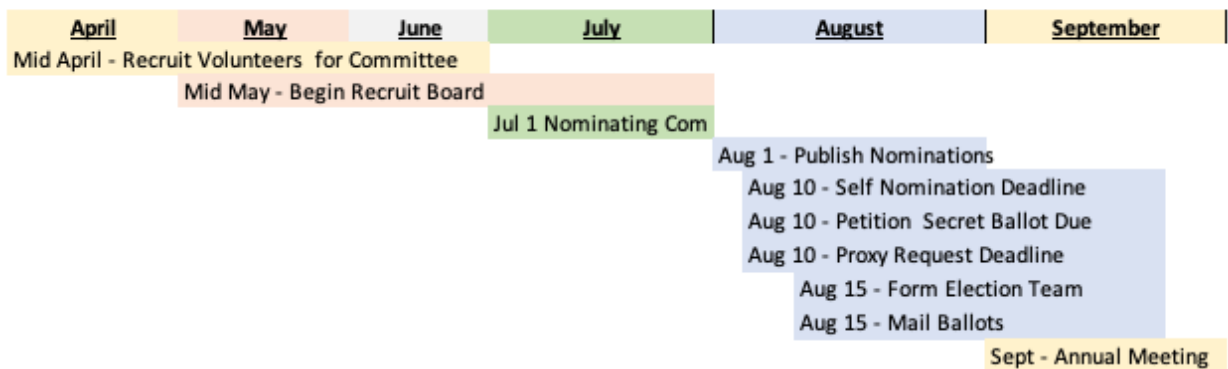 April May June July August September
Mid April - Recruit Volunteers  for Committee
Mid May - Begin Recruit Board
Jul 1 Nominating Com
Aug 1 - Publish Nominations
Aug 10 - Self Nomination Deadline
Aug 10 - Petition  Secret Ballot Due
Aug 10 - Proxy Request Deadline
Aug 15 - Form Election Team
Aug 15 - Mail Ballots
Sept - Annual Meeting